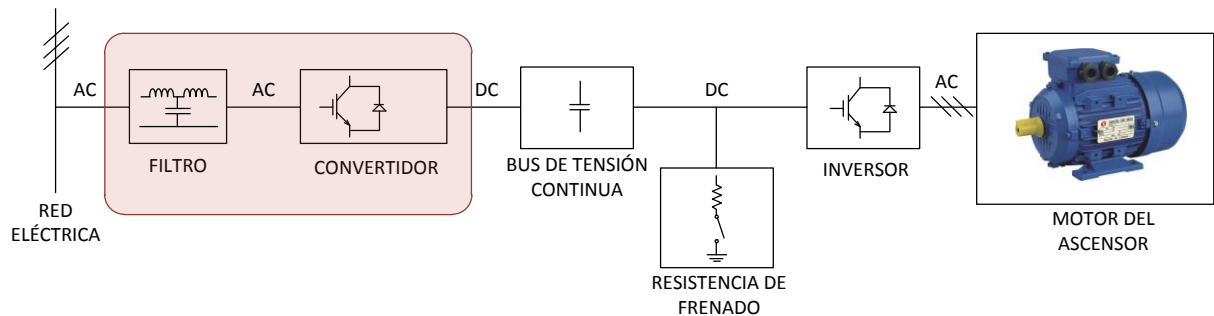 AC
AC
DC
DC
AC
FILTRO
CONVERTIDOR
BUS DE TENSIÓN
CONTINUA
INVERSOR
RED
ELÉCTRICA
RESISTENCIA DE
FRENADO
MOTOR DEL
ASCENSOR